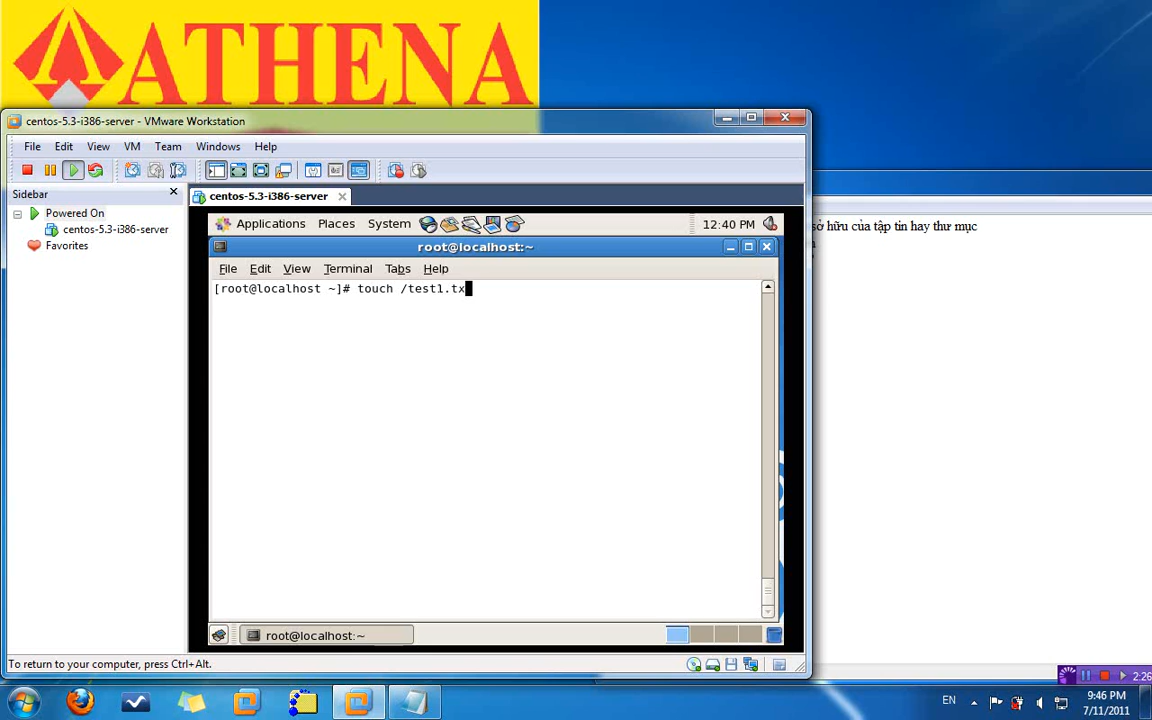 ATHENA
centos-5.3-i386-server - VMware Workstation
File Edit View VM Team Windows Help
Sidebar
Powered On
centos-5.3-i386-server
Favorites
centos-5.3-i386-server
Applications Places System 12:40 PM
root@localhost:~
File Edit View Terminal Tabs Help
[root@localhost ~]# touch /test1.tx
sở hữu của tập tin hay thư mục
root@localhost:~
To return to your computer, press Ctrl+Alt.
2:26
EN
9:46 PM
7/11/2011